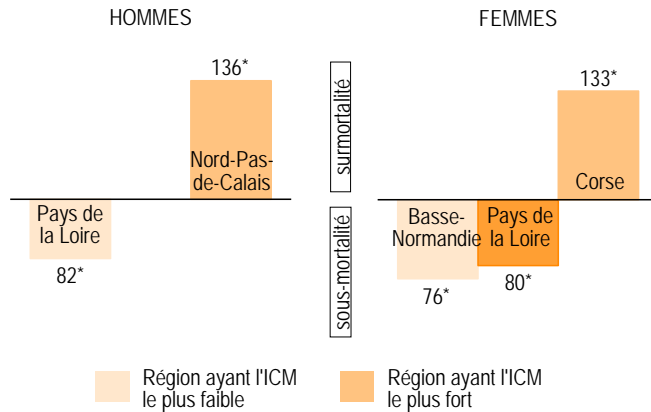 HOMMES
FEMMES
136*
Nord-Pas-
de-Calais
Pays de
la Loire
82*
surmortalité
sous-mortalité
133*
Corse
Basse-
Normandie
Pays de
la Loire
76*
80*
Région ayant l'ICM
le plus faible
Région ayant l'ICM
le plus fort